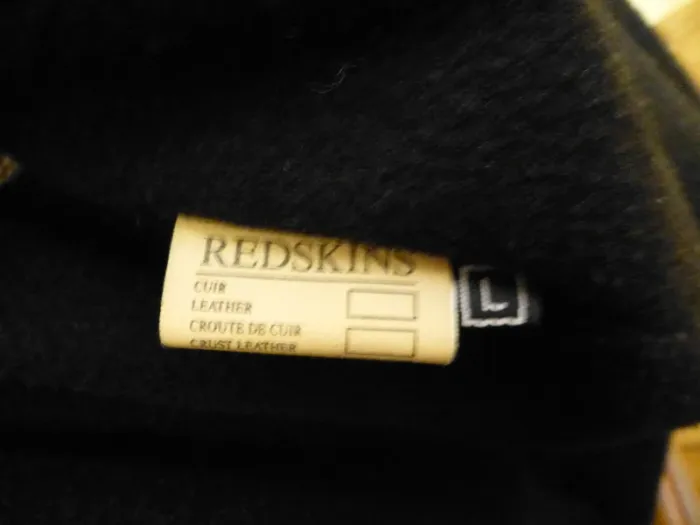 REDSKINS
CUIR
LEATHER
CROUTE DE CUIR
CRUST LEATHER
L